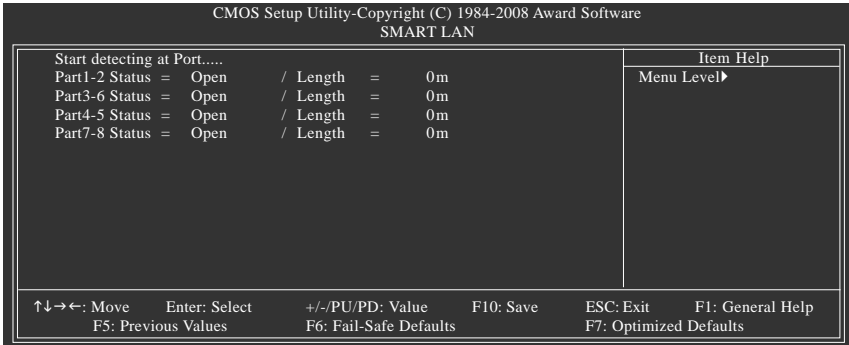 CMOS Setup Utility-Copyright (C) 1984-2008 Award Software
SMART LAN
Start detecting at Port.....
Part1-2 Status = Open / Length = 0m
Part3-6 Status = Open / Length = 0m
Part4-5 Status = Open / Length = 0m
Part7-8 Status = Open / Length = 0m
Item Help
Menu Level▶
↑↓→←: Move Enter: Select +/-/PU/PD: Value F10: Save ESC: Exit F1: General Help
F5: Previous Values F6: Fail-Safe Defaults F7: Optimized Defaults